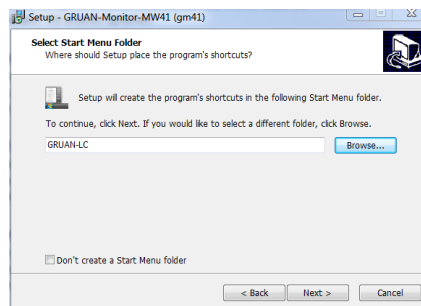 Setup - GRUAN-Monitor-MW41 (gm41)
Select Start Menu Folder
Where should Setup place the program's shortcuts?
Setup will create the program's shortcuts in the following Start Menu folder.
To continue, click Next. If you would like to select a different folder, click Browse.
GRUAN-LC
Browse...
Don't create a Start Menu folder
< Back
Next >
Cancel